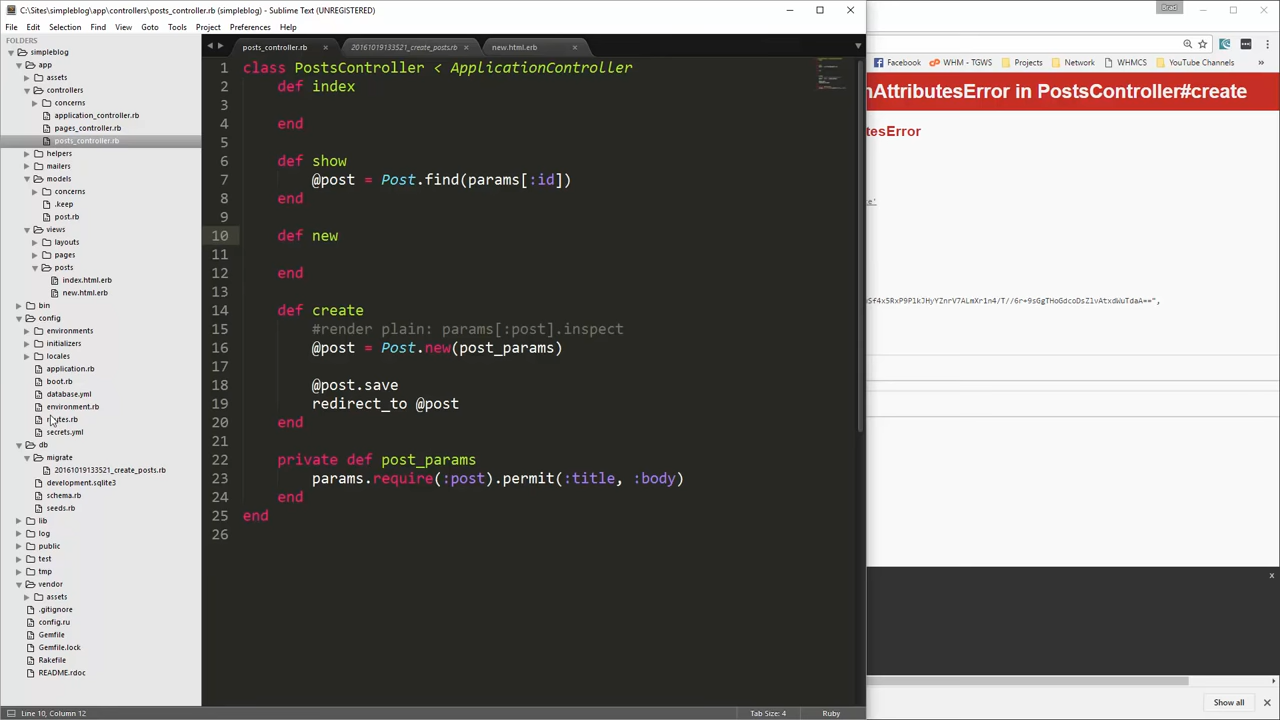 C:\Sites\simpleblog\app\controllers\posts_controller.rb (simpleblog) - Sublime Text (UNREGISTERED)
Brad
File Edit Selection Find View Goto Tools Project Preferences Help
FOLDERS
simpleblog
app
assets
controllers
concerns
application_controller.rb
pages_controller.rb
posts_controller.rb
helpers
mailers
models
concerns
.keep
post.rb
views
layouts
pages
posts
index.html.erb
new.html.erb
bin
config
environments
initializers
locales
application.rb
boot.rb
database.yml
environment.rb
routes.rb
secrets.yml
db
migrate
20161019133521_create_posts.rb
development.sqlite3
schema.rb
seeds.rb
lib
log
public
test
tmp
vendor
assets
.gitignore
config.ru
Gemfile
Gemfile.lock
Rakefile
README.rdoc
posts_controller.rb 20161019133521_create_posts.rb new.html.erb
1 class PostsController < ApplicationController
2 def index
3
4 end
5
6 def show
7 @post = Post.find(params[:id])
8 end
9
10 def new
11
12 end
13
14 def create
15 #render plain: params[:post].inspect
16 @post = Post.new(post_params)
17
18 @post.save
19 redirect_to @post
20 end
21
22 private def post_params
23 params.require(:post).permit(:title, :body)
24 end
25 end
26
Facebook WHM - TGWS Projects Network WHMCS YouTube Channels
nAttributesError in PostsController#create
tesError
Show all
Line 10, Column 12 Tab Size: 4 Ruby